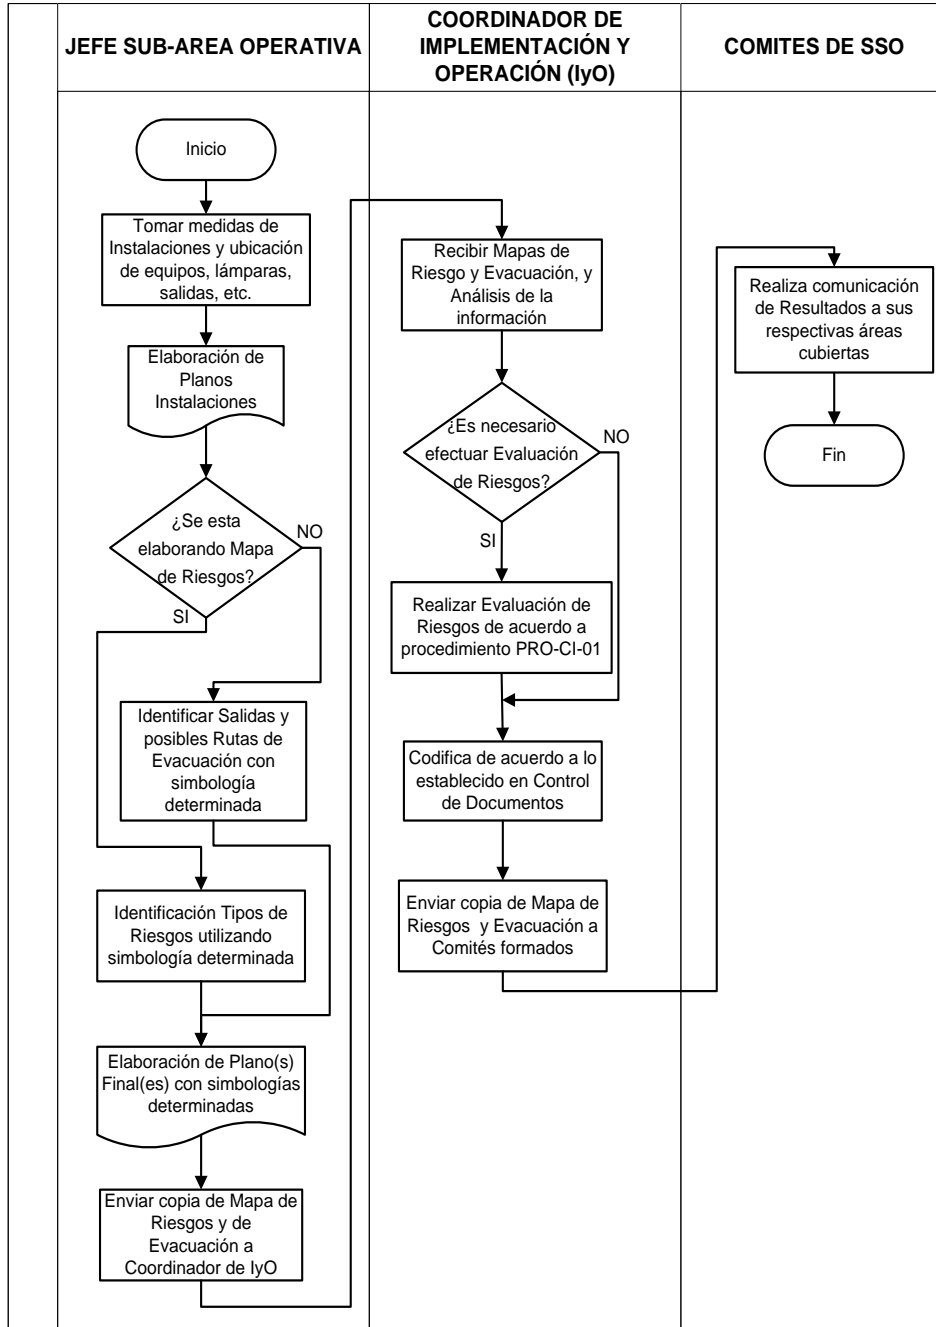 JEFE SUB-AREA OPERATIVA
COORDINADOR DE
IMPLEMENTACIÓN Y
OPERACIÓN (IyO)
COMITES DE SSO
Inicio
Tomar medidas de
Instalaciones y ubicación
de equipos, lámparas,
salidas, etc.
Elaboración de
Planos
Instalaciones
¿Se esta
elaborando Mapa
de Riesgos?
NO
SI
Identificar Salidas y
posibles Rutas de
Evacuación con
simbología
determinada
Identificación Tipos de
Riesgos utilizando
simbología determinada
Elaboración de Plano(s)
Final(es) con simbologías
determinadas
Enviar copia de Mapa de
Riesgos y de
Evacuación a
Coordinador de IyO
Recibir Mapas de
Riesgo y Evacuación, y
Análisis de la
información
¿Es necesario
efectuar Evaluación
de Riesgos?
NO
SI
Realizar Evaluación de
Riesgos de acuerdo a
procedimiento PRO-CI-01
Codifica de acuerdo a lo
establecido en Control
de Documentos
Enviar copia de Mapa de
Riesgos y Evacuación a
Comités formados
Realiza comunicación
de Resultados a sus
respectivas áreas
cubiertas
Fin